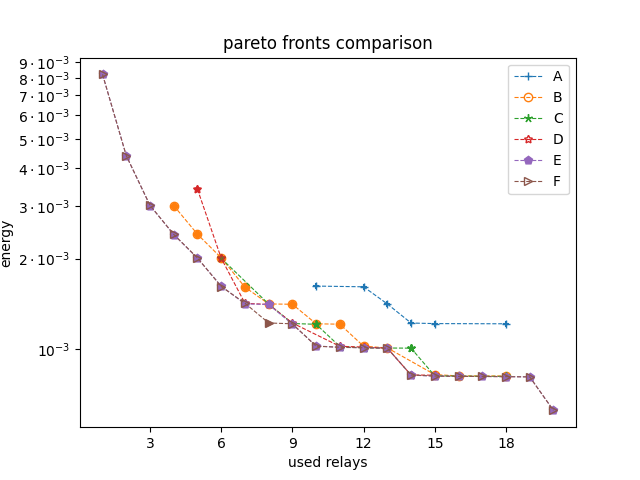 pareto fronts comparison
9 · 10⁻³
8 · 10⁻³
7 · 10⁻³
6 · 10⁻³
5 · 10⁻³
4 · 10⁻³
3 · 10⁻³
2 · 10⁻³
10⁻³
energy
A
B
C
D
E
F
3 6 9 12 15 18
used relays